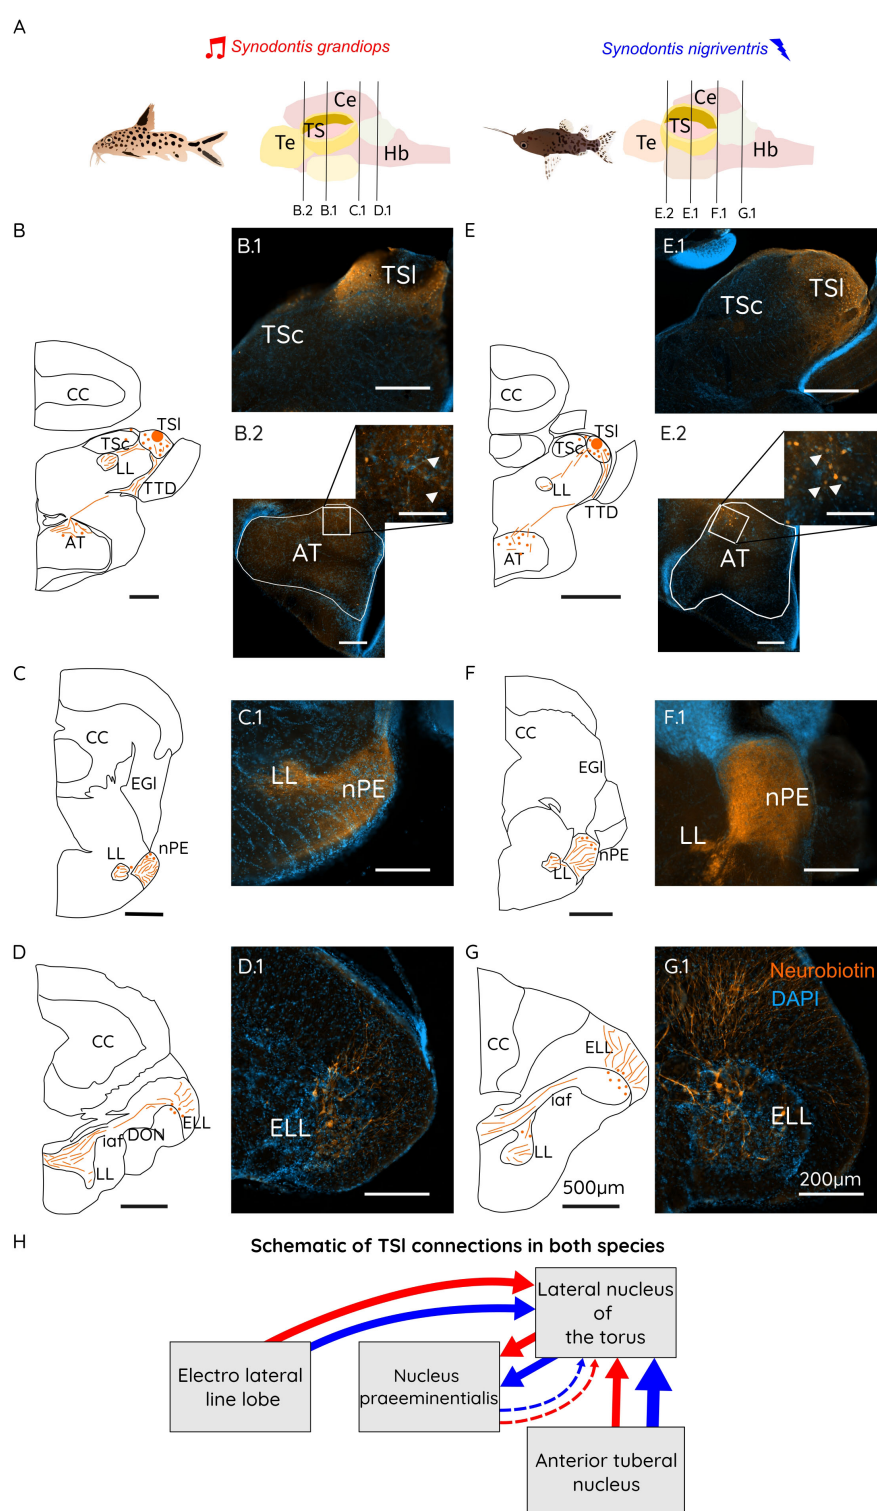 A
Synodontis grandiops
Synodontis nigriventris
Ce
TS
Te
Hb
B.2 B.1 C.1 D.1
Ce
TS
Te
Hb
E.2 E.1 F.1 G.1
B
CC
TSl
TSc
LL
TTD
AT
B.1
TSl
TSc
B.2
AT
E
CC
TSl
TSc
LL
TTD
AT
E.1
TSc
TSl
E.2
AT
C
CC
EGl
LL
nPE
C.1
LL
nPE
F
CC
EGl
nPE
LL
F.1
nPE
LL
D
CC
ELL
iaf
DON
LL
D.1
ELL
G
CC
ELL
iaf
LL
500µm
G.1
Neurobiotin
DAPI
ELL
200µm
H
Schematic of TSl connections in both species
Lateral nucleus
of
the torus
Electro lateral
line lobe
Nucleus
praeeminentialis
Anterior tuberal
nucleus